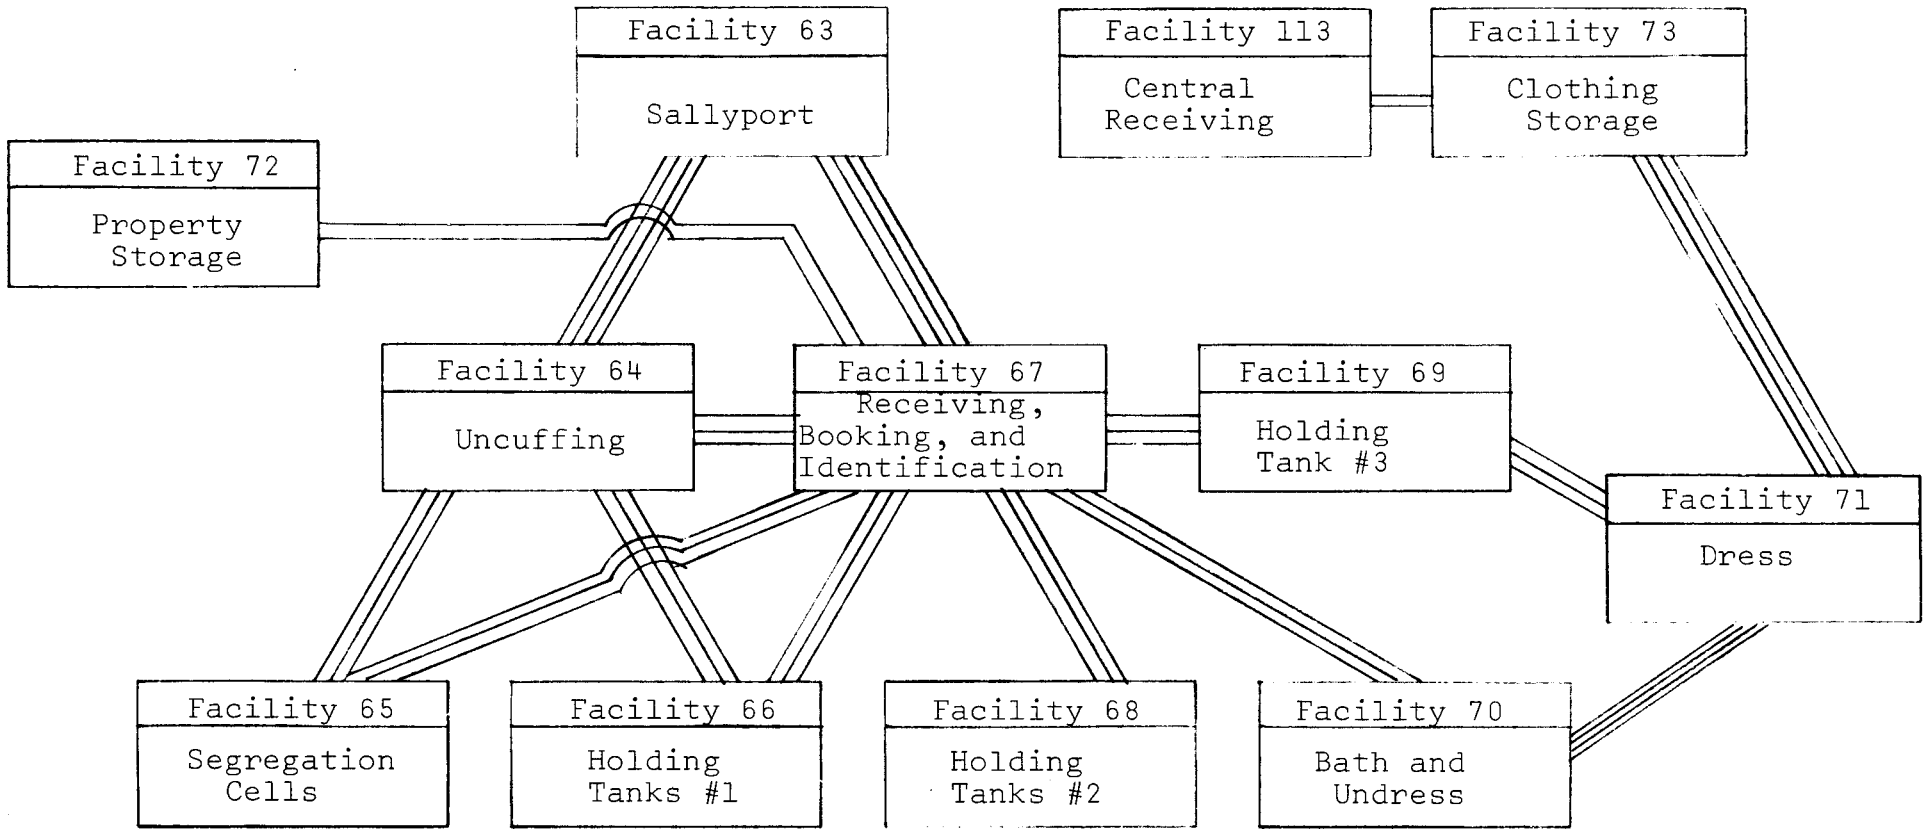 Facility 63
Sallyport
Facility 113
Central
Receiving
Facility 73
Clothing
Storage
Facility 72
Property
Storage
Facility 64
Uncuffing
Facility 67
Receiving,
Booking, and
Identification
Facility 69
Holding
Tank #3
Facility 71
Dress
Facility 65
Segregation
Cells
Facility 66
Holding
Tanks #1
Facility 68
Holding
Tanks #2
Facility 70
Bath and
Undress